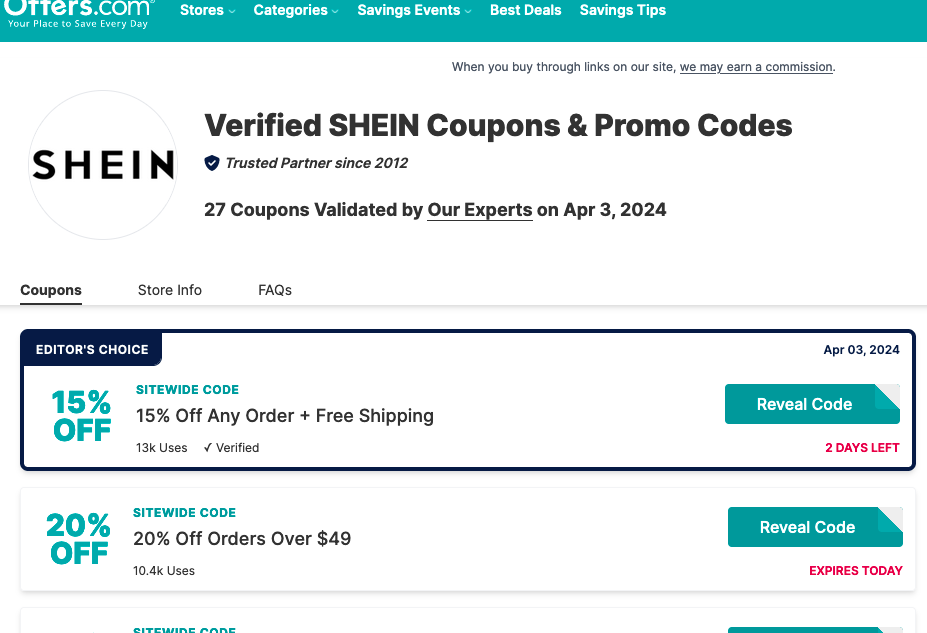 Offers.com
Your Place to Save Every Day
Stores
Categories
Savings Events
Best Deals
Savings Tips
When you buy through links on our site, we may earn a commission.
SHEIN
Verified SHEIN Coupons & Promo Codes
Trusted Partner since 2012
27 Coupons Validated by Our Experts on Apr 3, 2024
Coupons
Store Info
FAQs
EDITOR'S CHOICE
Apr 03, 2024
15% OFF
SITEWIDE CODE
15% Off Any Order + Free Shipping
13k Uses ✓ Verified
Reveal Code
2 DAYS LEFT
20% OFF
SITEWIDE CODE
20% Off Orders Over $49
10.4k Uses
Reveal Code
EXPIRES TODAY
SITEWIDE CODE